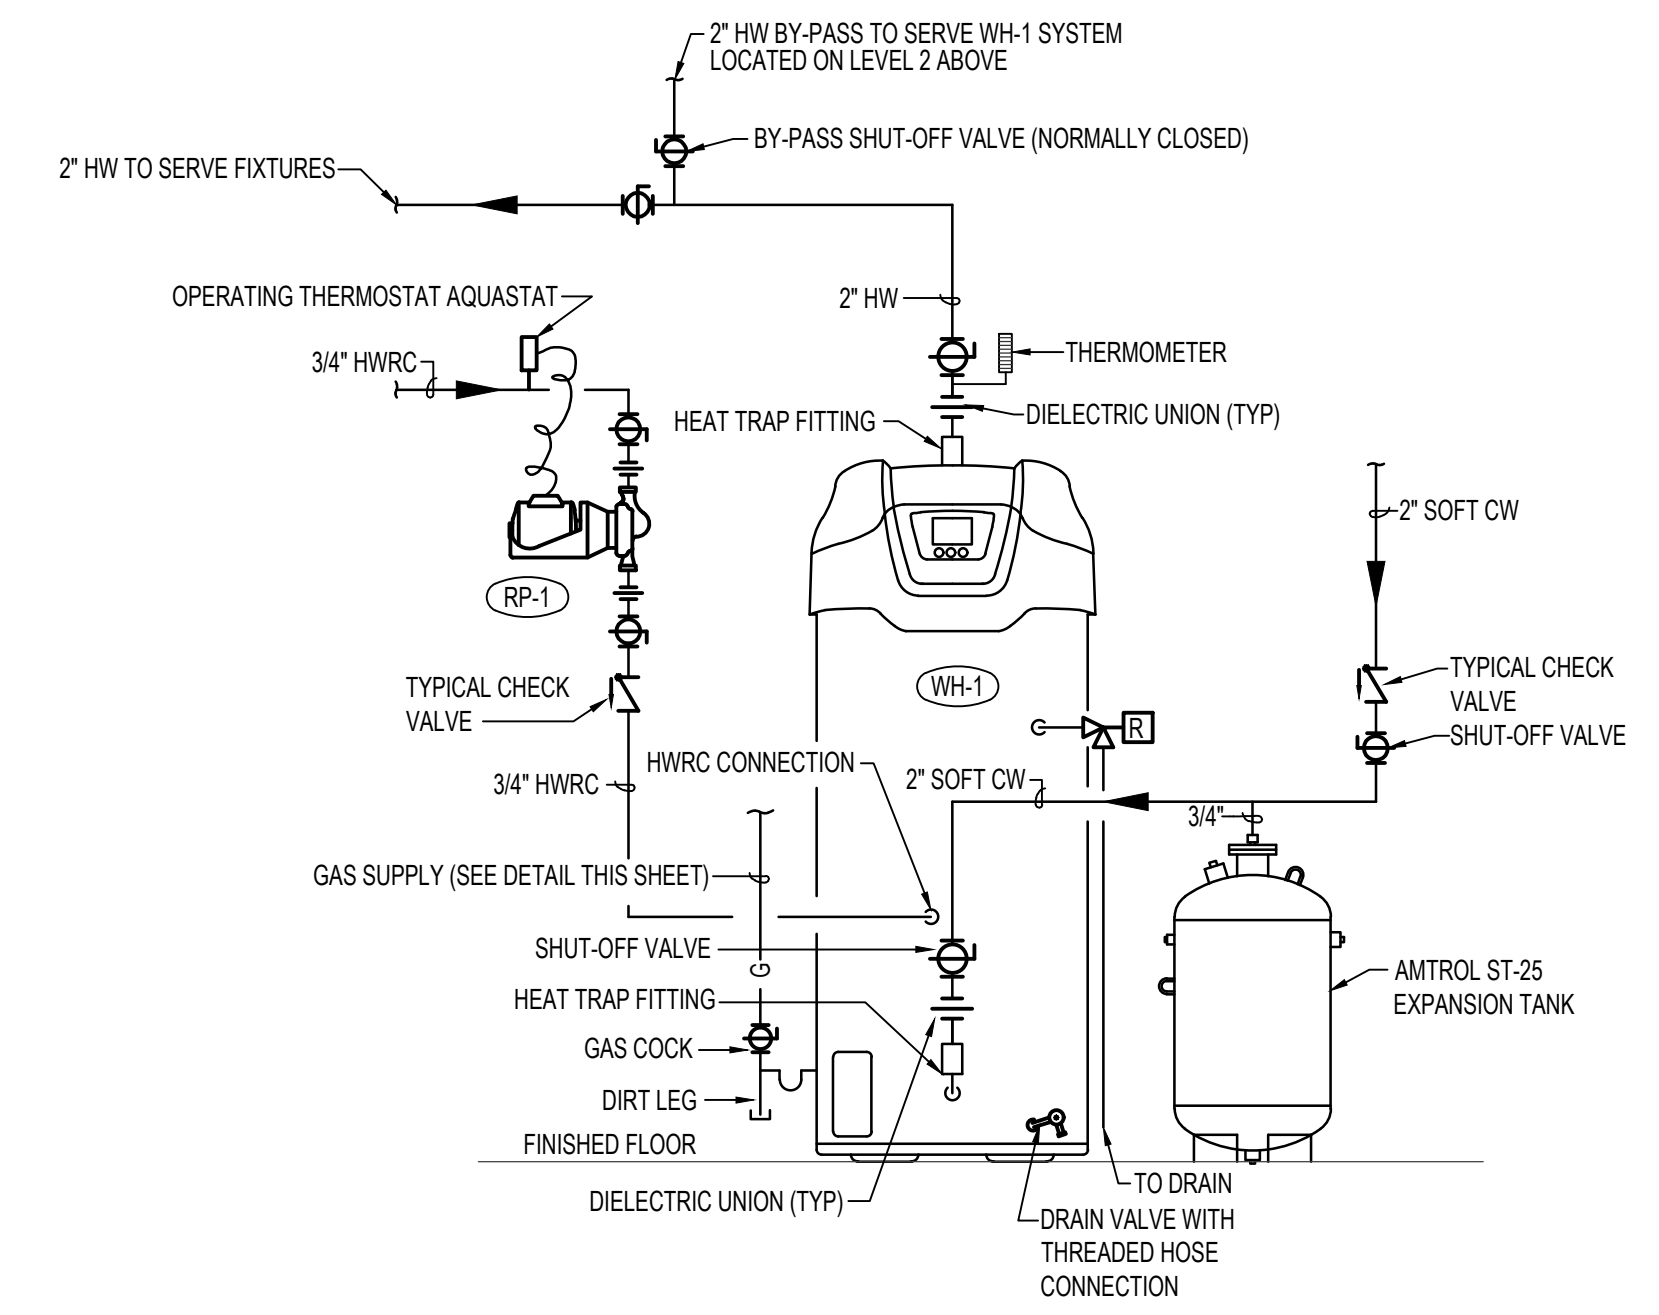 2" HW BY-PASS TO SERVE WH-1 SYSTEM
LOCATED ON LEVEL 2 ABOVE
BY-PASS SHUT-OFF VALVE (NORMALLY CLOSED)
2" HW TO SERVE FIXTURES
OPERATING THERMOSTAT AQUASTAT
2" HW
3/4" HWRC
THERMOMETER
HEAT TRAP FITTING
DIELECTRIC UNION (TYP)
2" SOFT CW
RP-1
WH-1
TYPICAL CHECK
VALVE
TYPICAL CHECK
VALVE
R
SHUT-OFF VALVE
HWRC CONNECTION
3/4" HWRC
2" SOFT CW
3/4"
GAS SUPPLY (SEE DETAIL THIS SHEET)
SHUT-OFF VALVE
G
AMTROL ST-25
EXPANSION TANK
HEAT TRAP FITTING
GAS COCK
DIRT LEG
FINISHED FLOOR
DIELECTRIC UNION (TYP)
TO DRAIN
DRAIN VALVE WITH
THREADED HOSE
CONNECTION